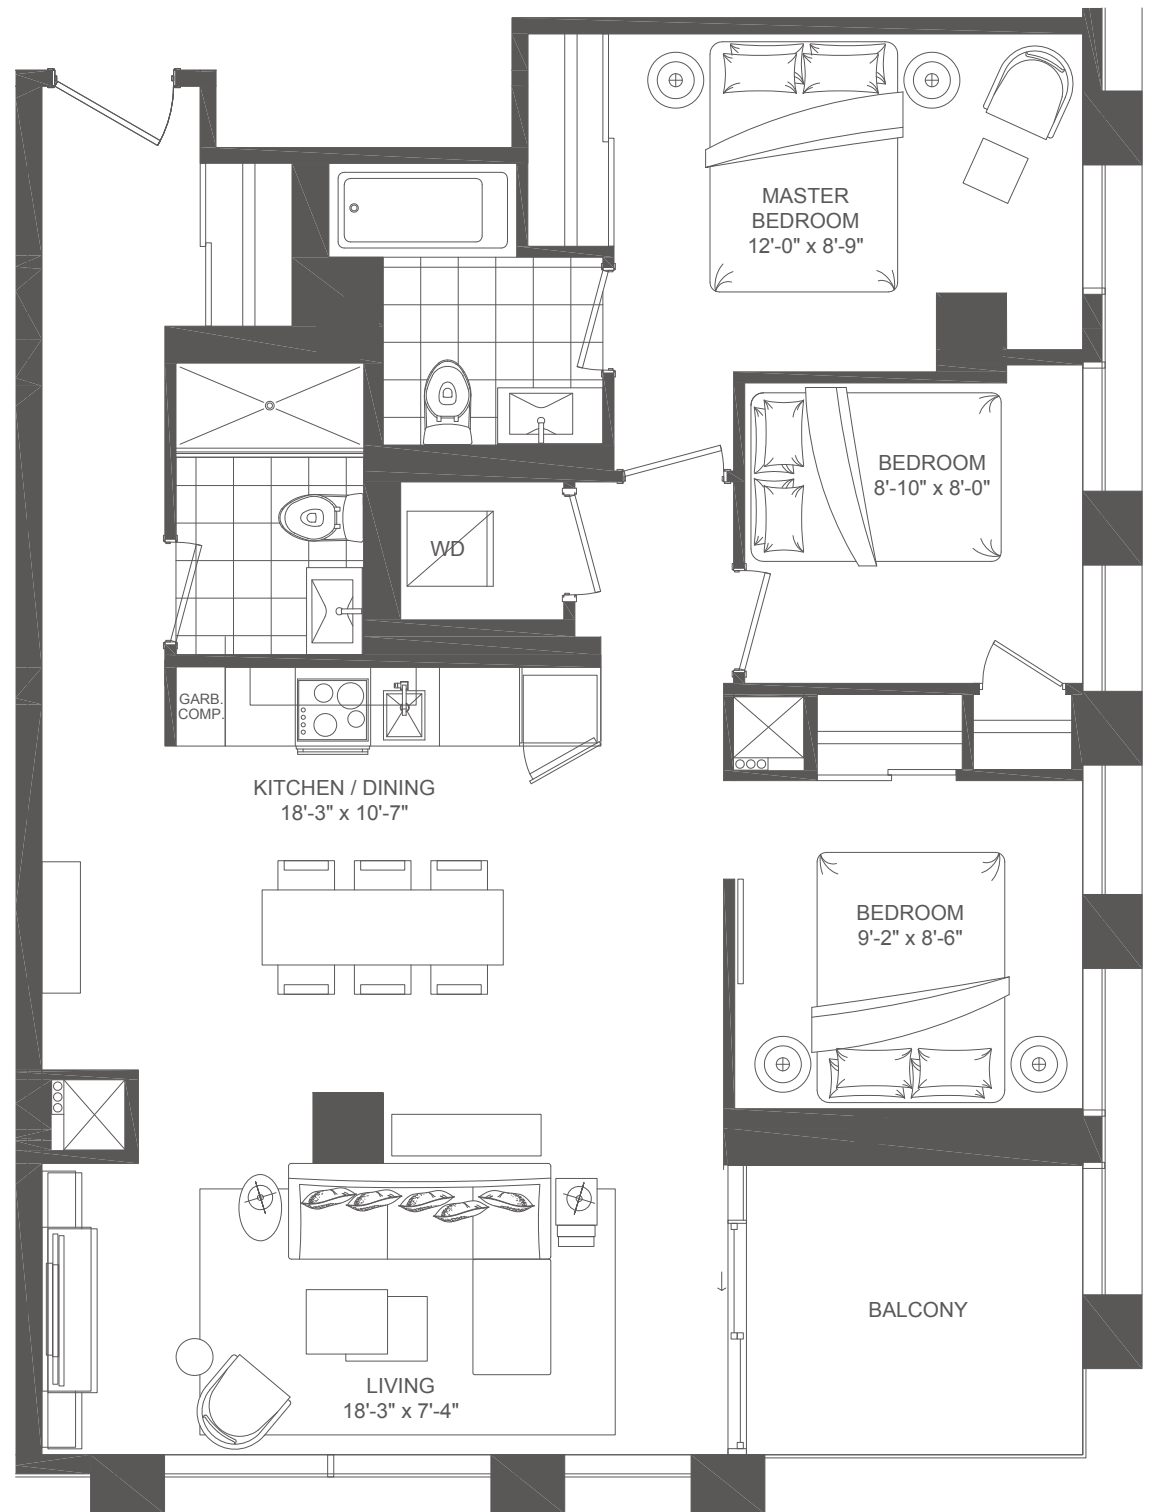 MASTER
BEDROOM
12'-0" x 8'-9"
BEDROOM
8'-10" x 8'-0"
WD
GARB.
COMP.
KITCHEN / DINING
18'-3" x 10'-7"
BEDROOM
9'-2" x 8'-6"
BALCONY
LIVING
18'-3" x 7'-4"